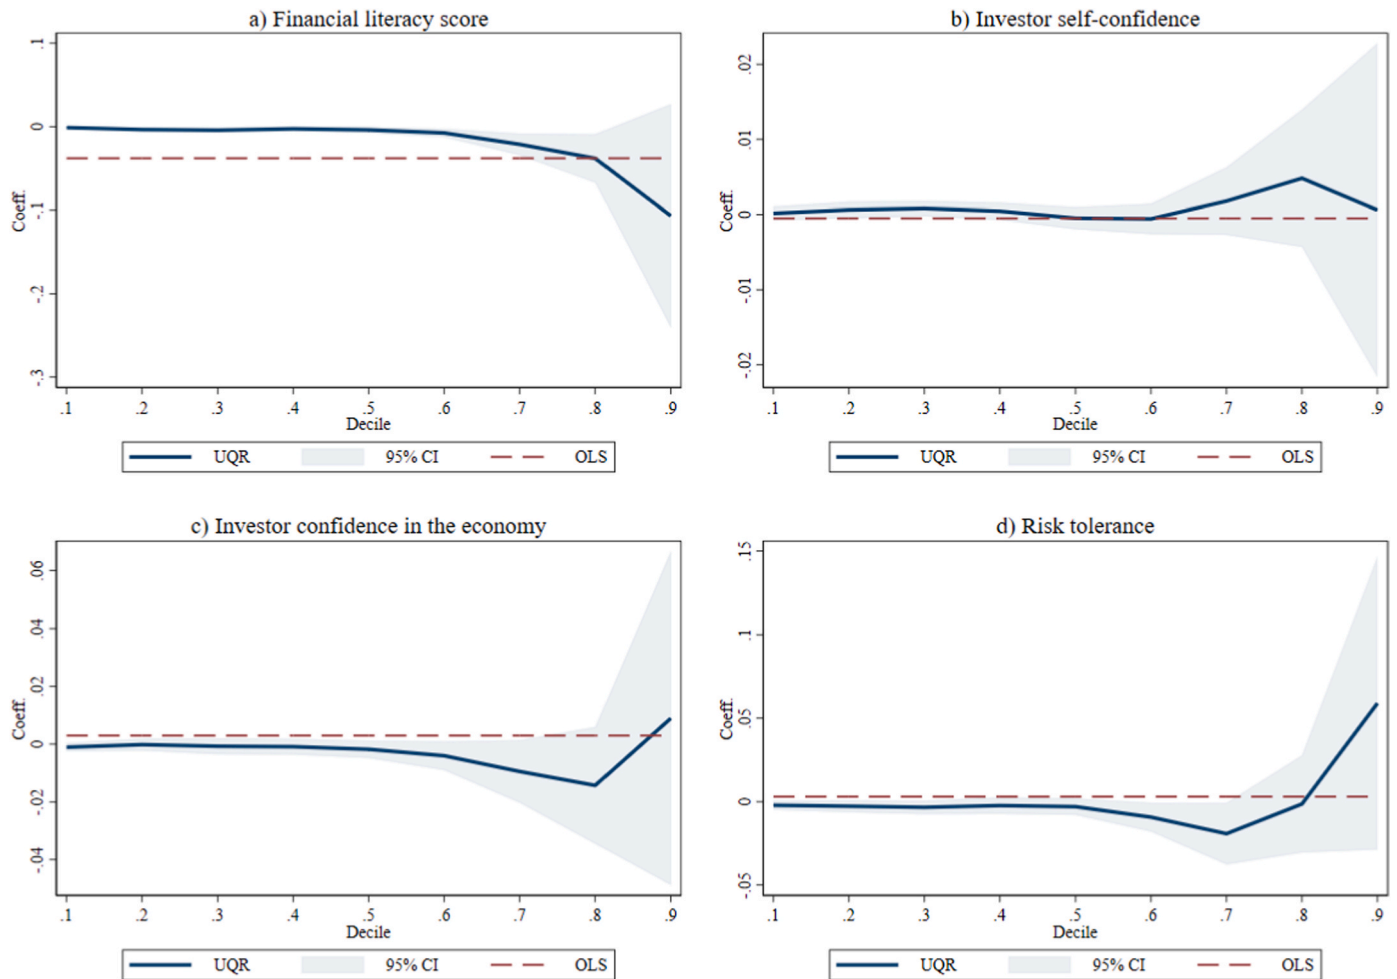 a) Financial literacy score
.1
0
-.1
-.2
-.3
Coeff.
.1 .2 .3 .4 .5 .6 .7 .8 .9
Decile
UQR 95% CI OLS
b) Investor self-confidence
.02
.01
0
-.01
-.02
Coeff.
.1 .2 .3 .4 .5 .6 .7 .8 .9
Decile
UQR 95% CI OLS
c) Investor confidence in the economy
.06
.04
.02
0
-.02
-.04
Coeff.
.1 .2 .3 .4 .5 .6 .7 .8 .9
Decile
UQR 95% CI OLS
d) Risk tolerance
.15
.1
.05
0
-.05
Coeff.
.1 .2 .3 .4 .5 .6 .7 .8 .9
Decile
UQR 95% CI OLS